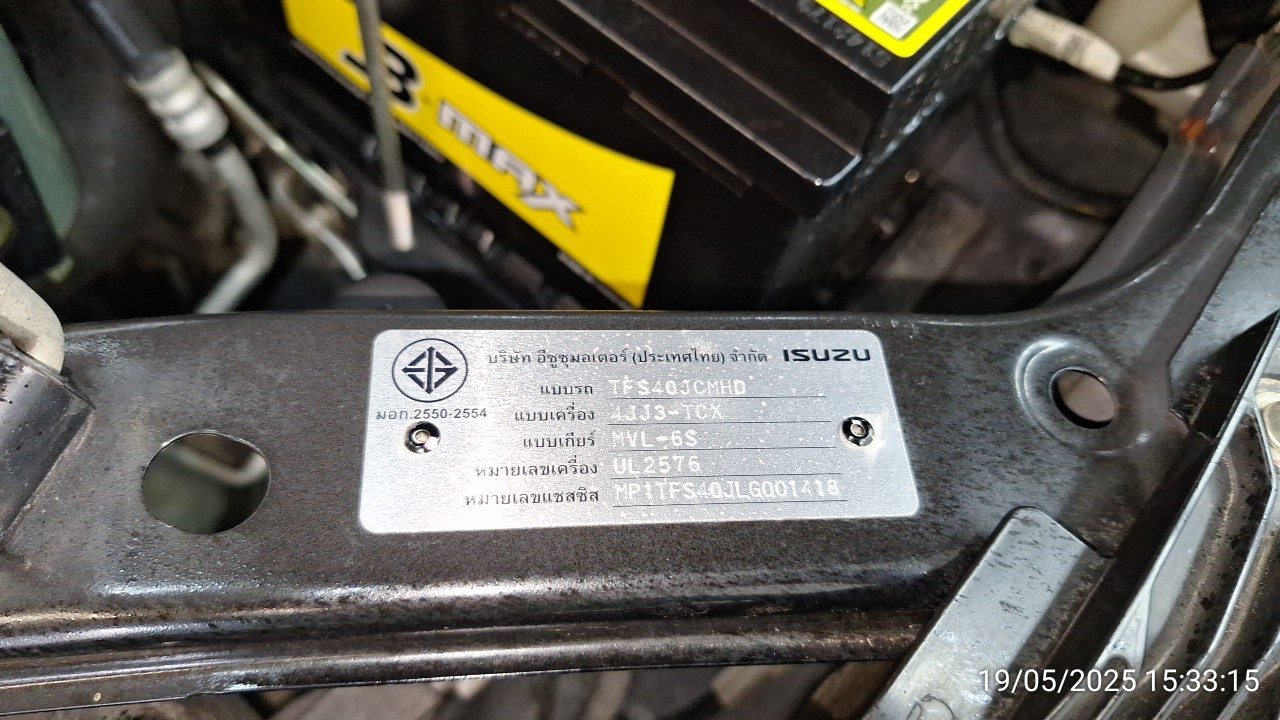 3-MAX
บริษัท อีซูซุมอเตอร์ (ประเทศไทย) จำกัด ISUZU
แบบรถ TFS40JCMHD
มอก.2550-2554 แบบเครื่อง 4JJ3-TCX
แบบเกียร์ MVL-6S
หมายเลขเครื่อง UL2576
หมายเลขแชสซิส MP1TFS40JLG001418
19/05/2025 15:33:15